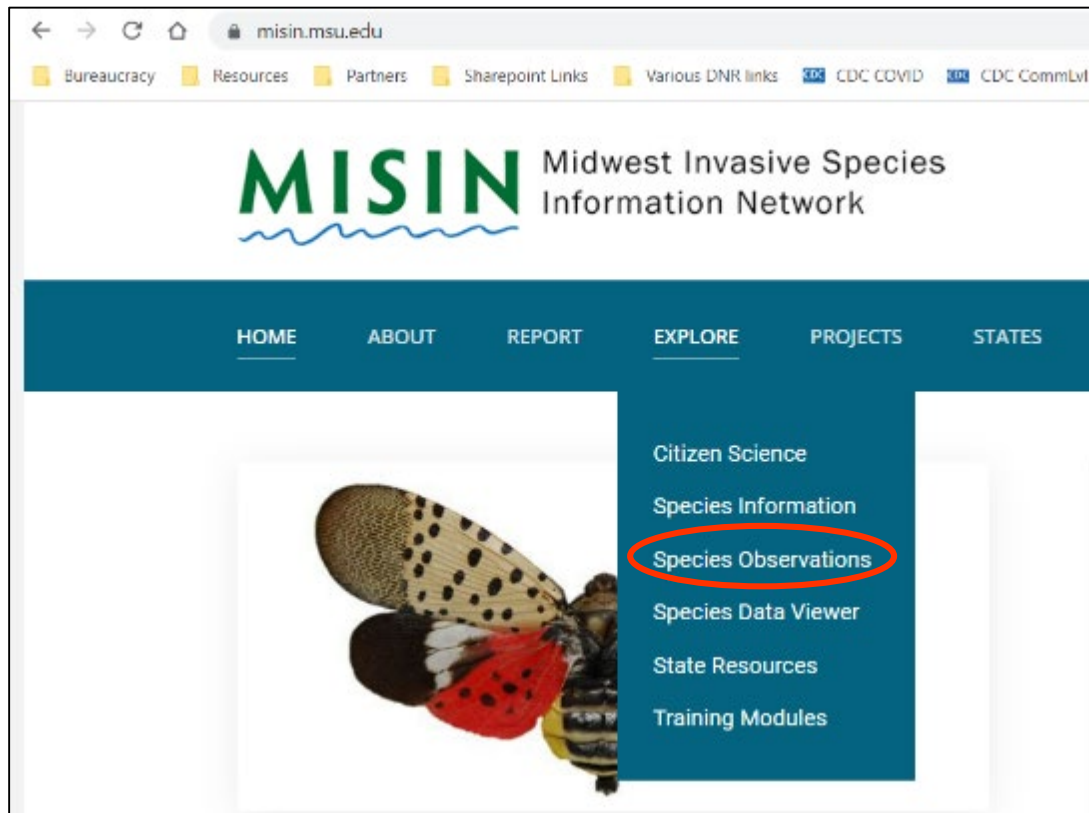 misin.msu.edu
Bureaucracy Resources Partners Sharepoint Links Various DNR links CDC CDC COVID CDC CDC CommLvl
MISIN Midwest Invasive Species
Information Network
HOME ABOUT REPORT EXPLORE PROJECTS STATES
Citizen Science
Species Information
Species Observations
Species Data Viewer
State Resources
Training Modules